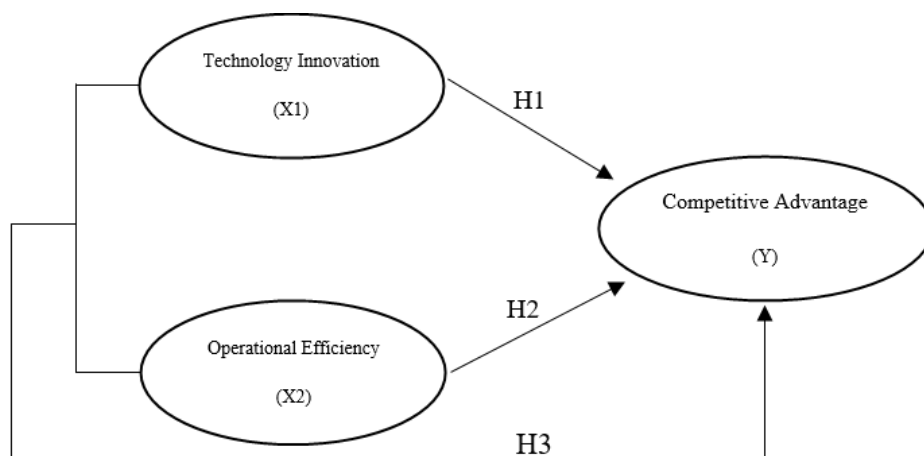 Technology Innovation
(X1)
H1
Competitive Advantage
(Y)
H2
Operational Efficiency
(X2)
H3